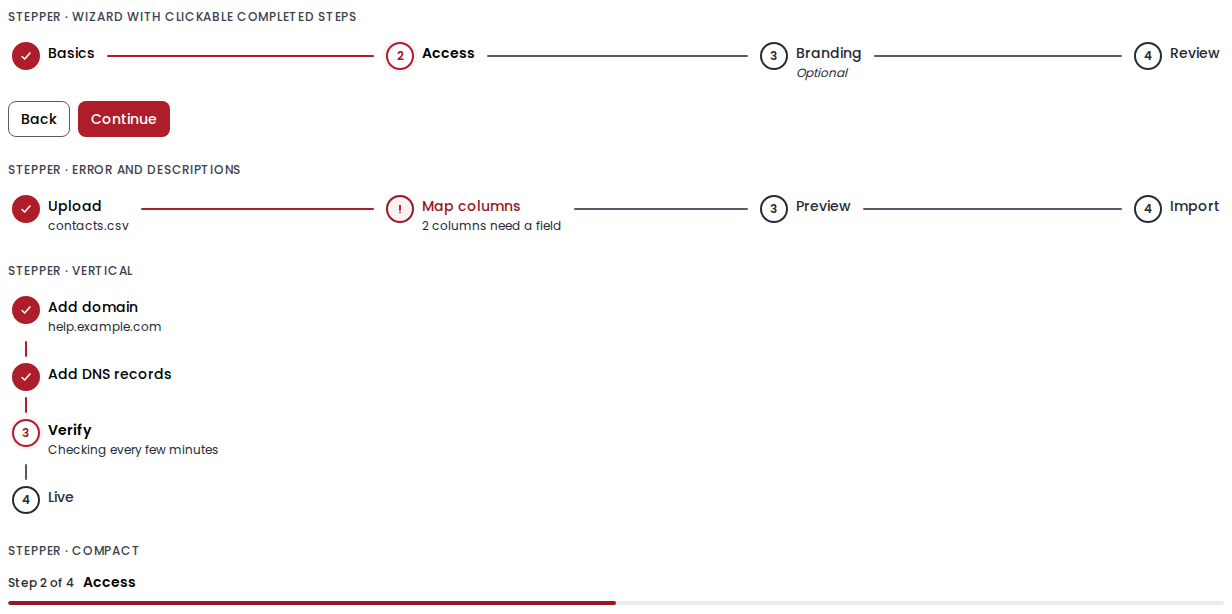 STEPPER · WIZARD WITH CLICKABLE COMPLETED STEPS
Basics 2 Access 3 Branding 4 Review
Optional
Back Continue
STEPPER · ERROR AND DESCRIPTIONS
Upload ! Map columns 3 Preview 4 Import
contacts.csv 2 columns need a field
STEPPER · VERTICAL
Add domain
help.example.com
Add DNS records
3 Verify
Checking every few minutes
4 Live
STEPPER · COMPACT
Step 2 of 4 Access